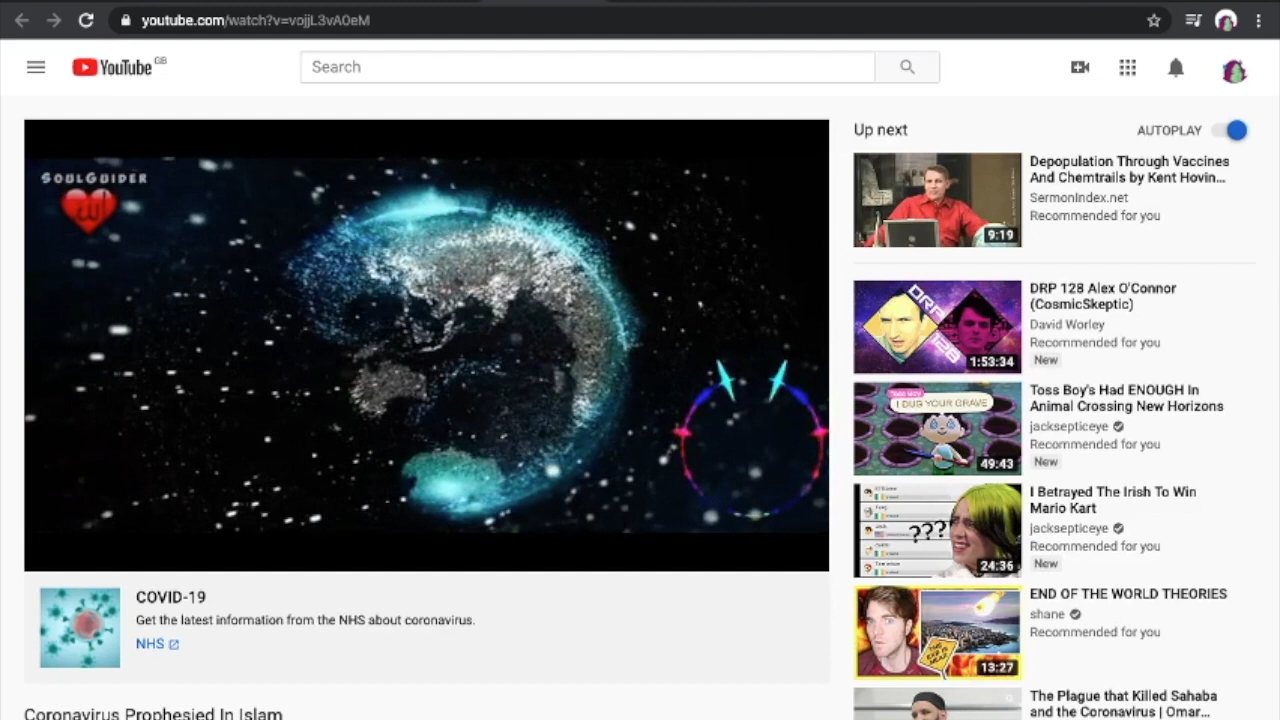 youtube.com/watch?v=vojjL3vA0eM
YouTube GB
Search
SOULGUIDER
الله
Up next
AUTOPLAY
Depopulation Through Vaccines
And Chemtrails by Kent Hovin...
SermonIndex.net
Recommended for you
9:19
DRP 128 Alex O'Connor
(CosmicSkeptic)
David Worley
Recommended for you
New
DRP
128
1:53:34
Toss Boy's Had ENOUGH In
Animal Crossing New Horizons
jacksepticeye
Recommended for you
New
Toss Boy
I DUG YOUR GRAVE
49:43
I Betrayed The Irish To Win
Mario Kart
jacksepticeye
Recommended for you
New
???
24:36
END OF THE WORLD THEORIES
shane
Recommended for you
13:27
The Plague that Killed Sahaba
and the Coronavirus | Omar...
COVID-19
Get the latest information from the NHS about coronavirus.
NHS
Coronavirus Prophesied In Islam